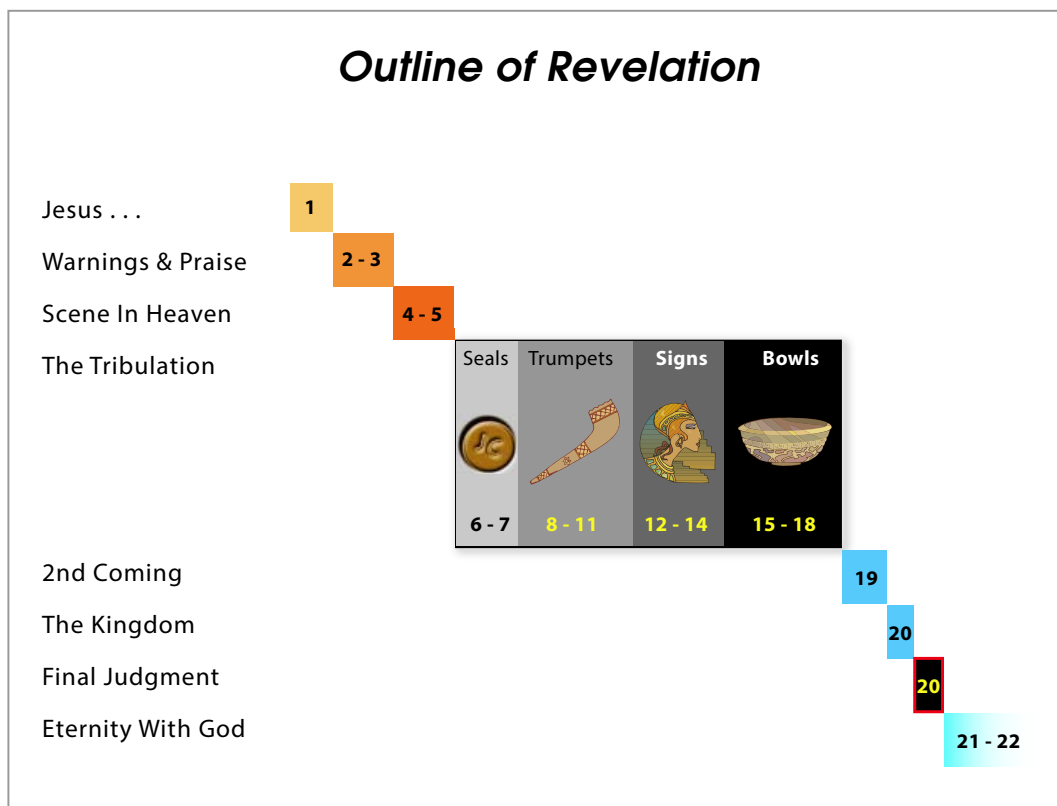 Outline of Revelation
Jesus . . . 1
Warnings & Praise 2 - 3
Scene In Heaven 4 - 5
The Tribulation
Seals Trumpets Signs Bowls
6 - 7 8 - 11 12 - 14 15 - 18
2nd Coming 19
The Kingdom 20
Final Judgment 20
Eternity With God 21 - 22